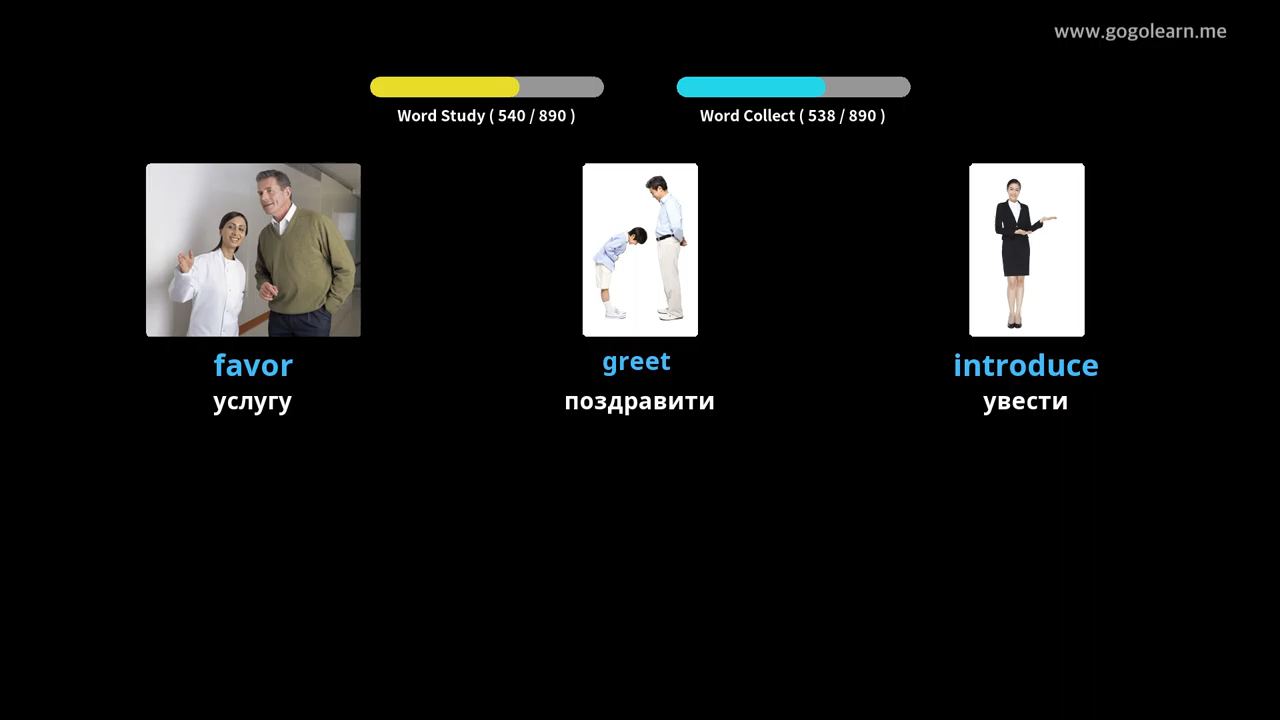 www.gogolearn.me
Word Study ( 540 / 890 )
Word Collect ( 538 / 890 )
favor
greet
introduce
услугу
поздравити
увести